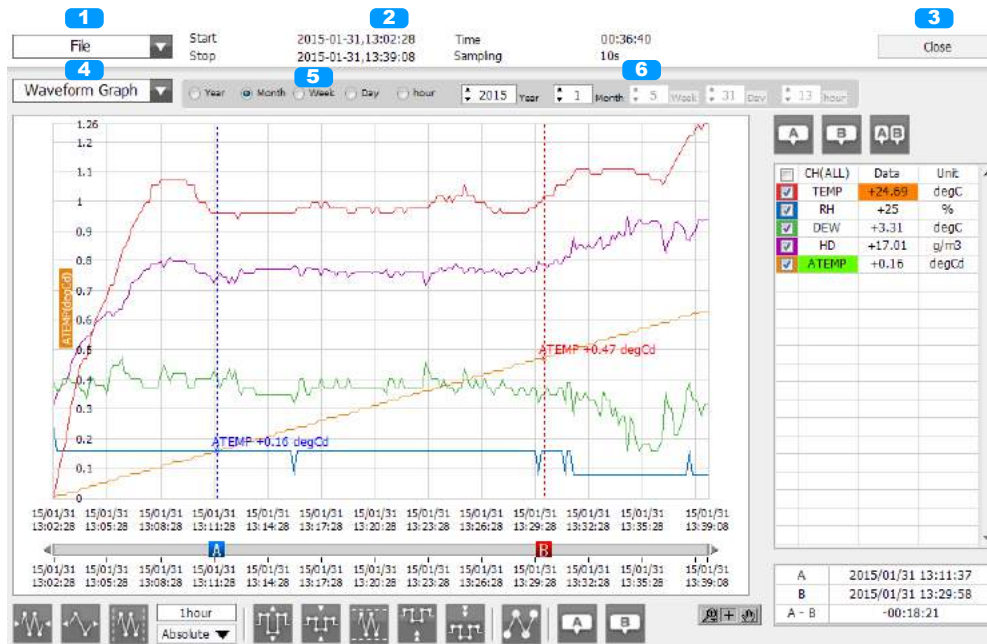 1 2 3
File Start 2015-01-31,13:02:28 Time 00:36:40 Close
Stop 2015-01-31,13:39:08 Sampling 10s
4 5 6
Waveform Graph Year Month Week Day hour 2015 Year 1 Month 5 Week 31 Day 13 hour
A B A B
CH(ALL) Data Unit
TEMP +24.69 degC
RH +25 %
DEW +3.31 degC
HD +17.01 g/m3
ATEMP +0.16 degCd
1.26
1.2
1.1
1
0.9
0.8
0.7
0.6
0.5
0.4
0.3
0.2
0.1
0
ATEMP(degCd)
ATEMP +0.47 degCd
ATEMP +0.16 degCd
15/01/31 15/01/31 15/01/31 15/01/31 15/01/31 15/01/31 15/01/31 15/01/31 15/01/31 15/01/31 15/01/31 15/01/31 15/01/31
13:02:28 13:05:28 13:08:28 13:11:28 13:14:28 13:17:28 13:20:28 13:23:28 13:26:28 13:29:28 13:32:28 13:35:28 13:39:08
A B
15/01/31 15/01/31 15/01/31 15/01/31 15/01/31 15/01/31 15/01/31 15/01/31 15/01/31 15/01/31 15/01/31 15/01/31 15/01/31
13:02:28 13:05:28 13:08:28 13:11:28 13:14:28 13:17:28 13:20:28 13:23:28 13:26:28 13:29:28 13:32:28 13:35:28 13:39:08
A 2015/01/31 13:11:37
B 2015/01/31 13:29:58
A - B -00:18:21
1hour
Absolute
A B